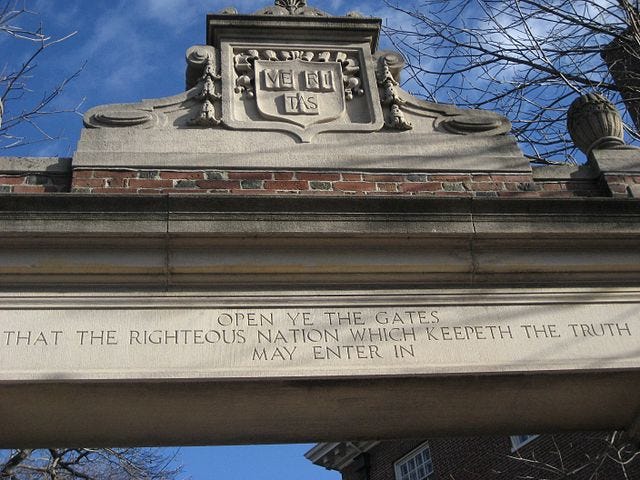 VE RI
TAS
OPEN YE THE GATES
THAT THE RIGHTEOUS NATION WHICH KEEPETH THE TRUTH
MAY ENTER IN